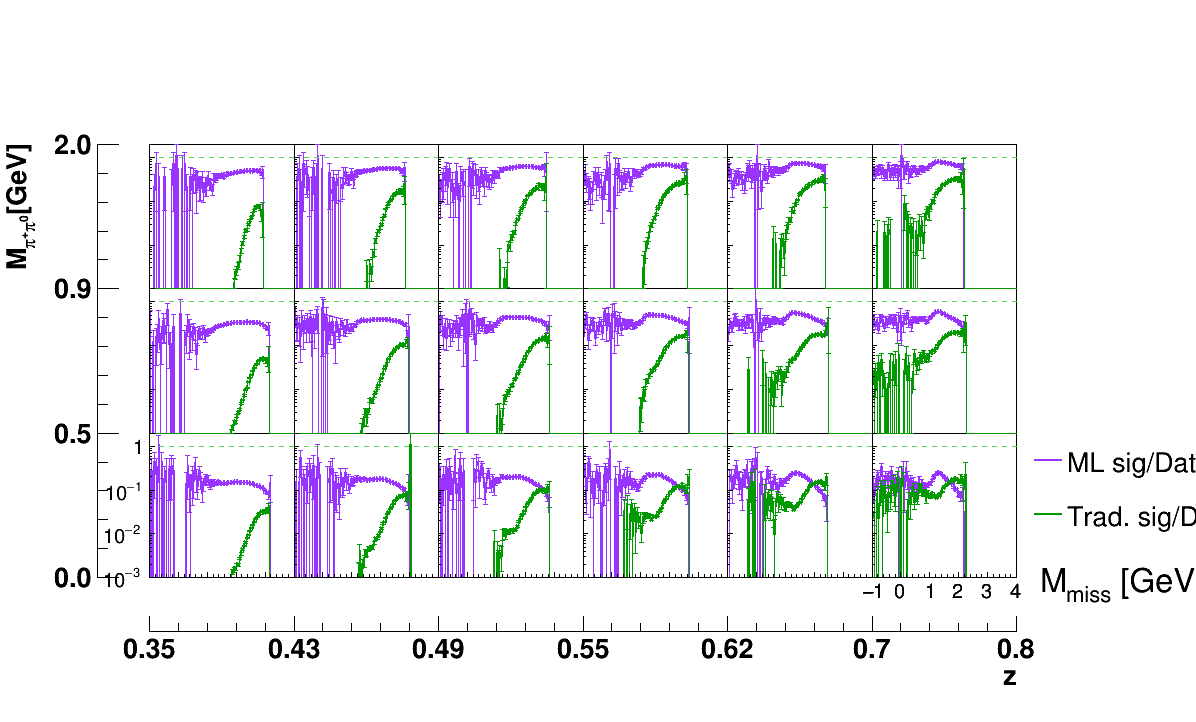 2.0
M_{π⁺π⁰} [GeV]
0.9
0.5
1
10⁻¹
10⁻²
0.0
10⁻³
ML sig/Dat
Trad. sig/D
M_{miss} [GeV
−1 0 1 2 3 4
0.35 0.43 0.49 0.55 0.62 0.7 0.8
z